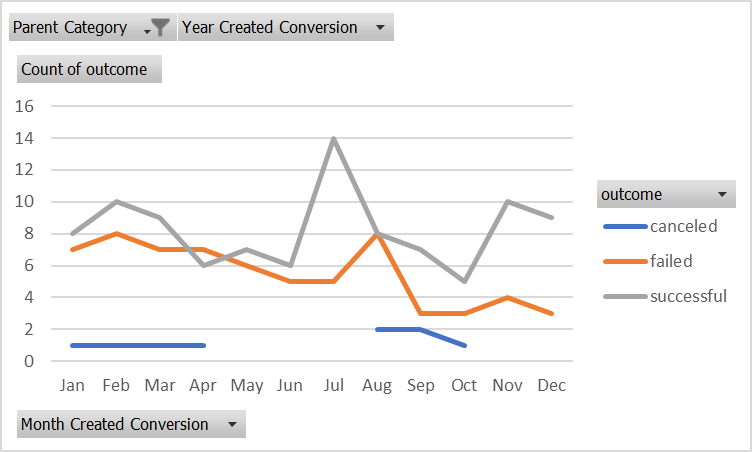 Parent Category Year Created Conversion
Count of outcome
16
14
12
10
8
6
4
2
0
Jan Feb Mar Apr May Jun Jul Aug Sep Oct Nov Dec
outcome
canceled
failed
successful
Month Created Conversion